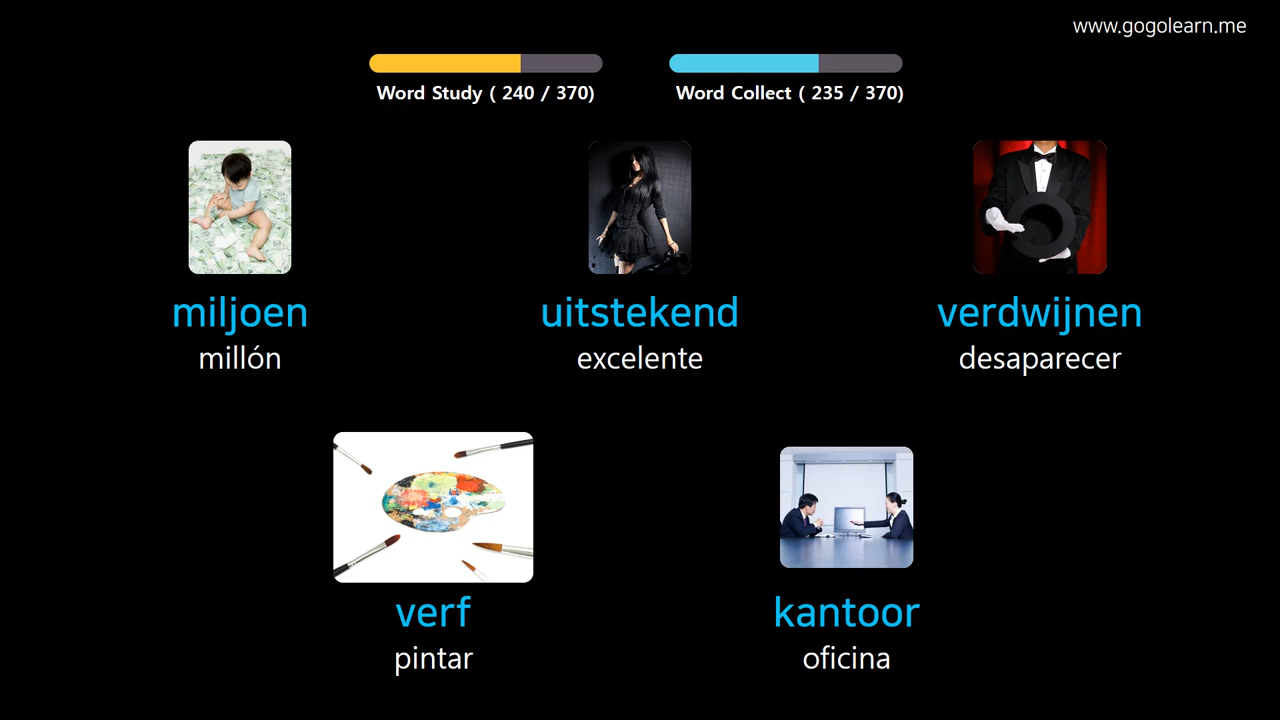 www.gogolearn.me
Word Study ( 240 / 370)
Word Collect ( 235 / 370)
miljoen
millón
uitstekend
excelente
verdwijnen
desaparecer
verf
pintar
kantoor
oficina